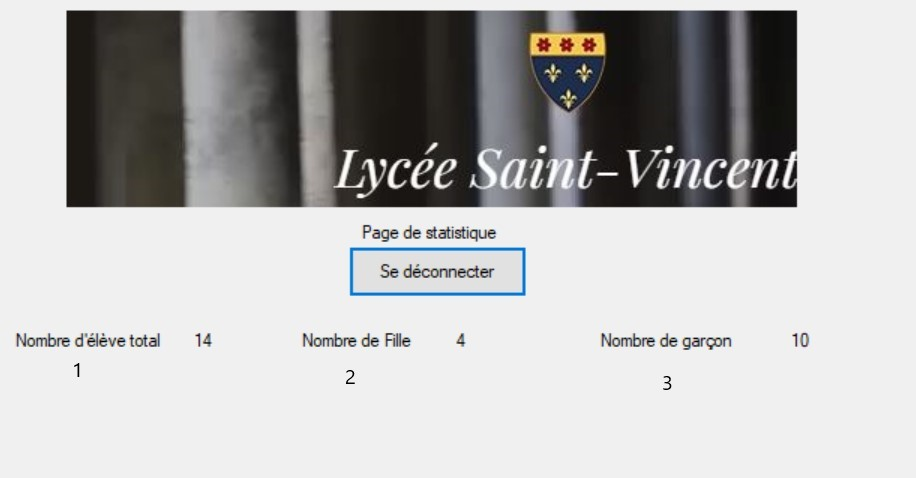 Lycée Saint-Vincent
Page de statistique
Se déconnecter
Nombre d'élève total 14 Nombre de Fille 4 Nombre de garçon 10
1 2 3